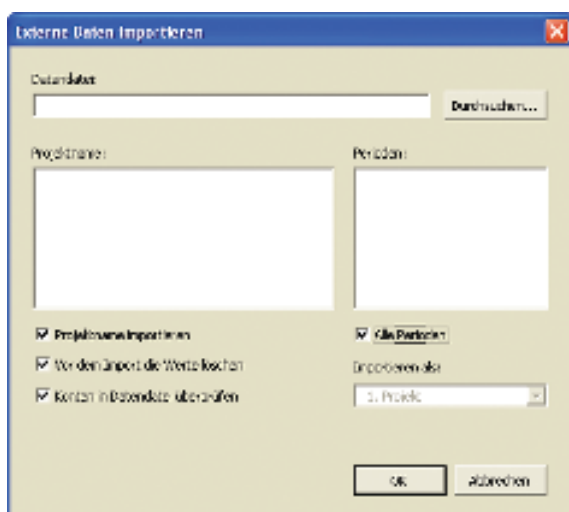 Externe Daten Importieren
Datendatei:
Durchsuchen...
Projektname:
Perioden:
Projektname importieren
Alle Perioden
Vor dem Import die Werte löschen
Importieren als:
Konten in Datendatei überprüfen
1. Projekt
OK
Abbrechen